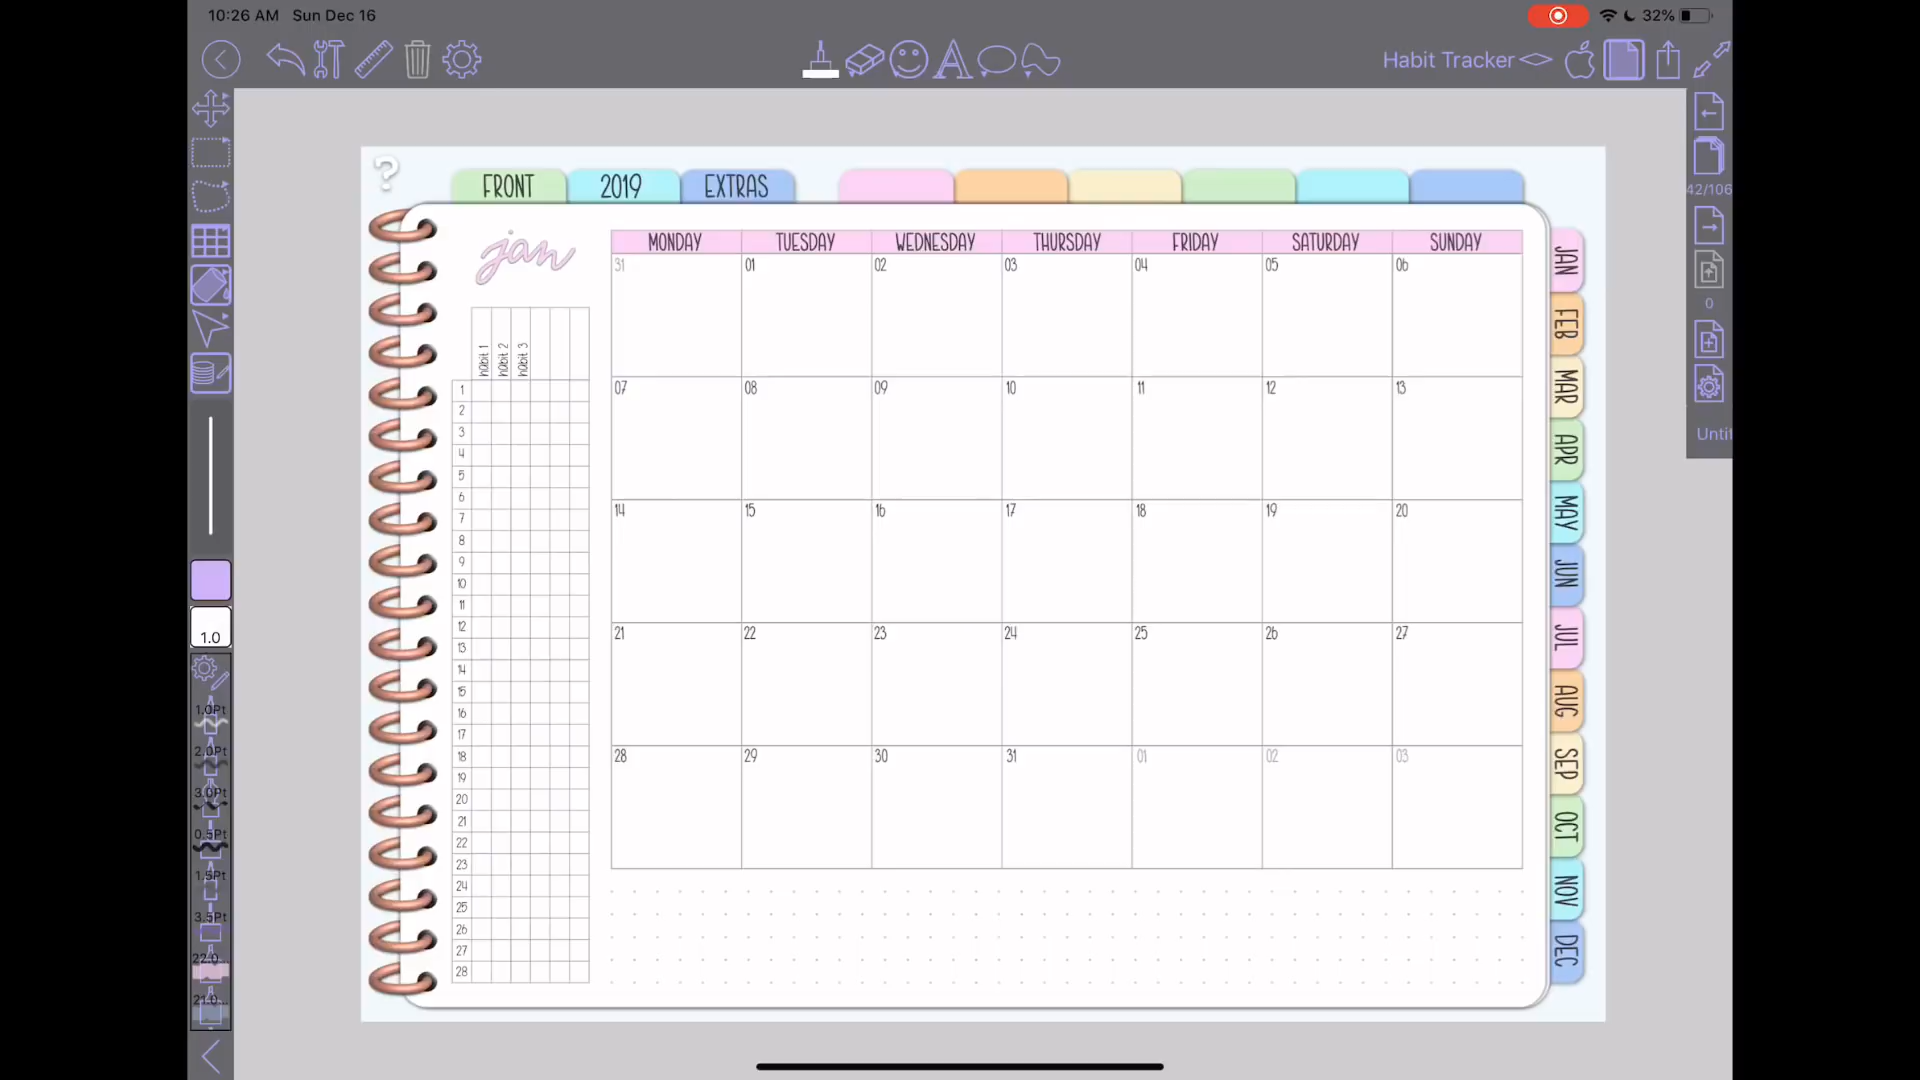 10:26 AM Sun Dec 16 32%
Habit Tracker
FRONT 2019 EXTRAS
?
jan
MONDAY TUESDAY WEDNESDAY THURSDAY FRIDAY SATURDAY SUNDAY
31 01 02 03 04 05 06
07 08 09 10 11 12 13
14 15 16 17 18 19 20
21 22 23 24 25 26 27
28 29 30 31 01 02 03
habit 1
habit 2
habit 3
1
2
3
4
5
6
7
8
9
10
11
12
13
14
15
16
17
18
19
20
21
22
23
24
25
26
27
28
JAN
FEB
MAR
APR
MAY
JUN
JUL
AUG
SEP
OCT
NOV
DEC
42/106
0
Untit
1.0
1.0Pt
2.0Pt
3.0Pt
0.5Pt
1.5Pt
3.5Pt
22.0...
21.0...